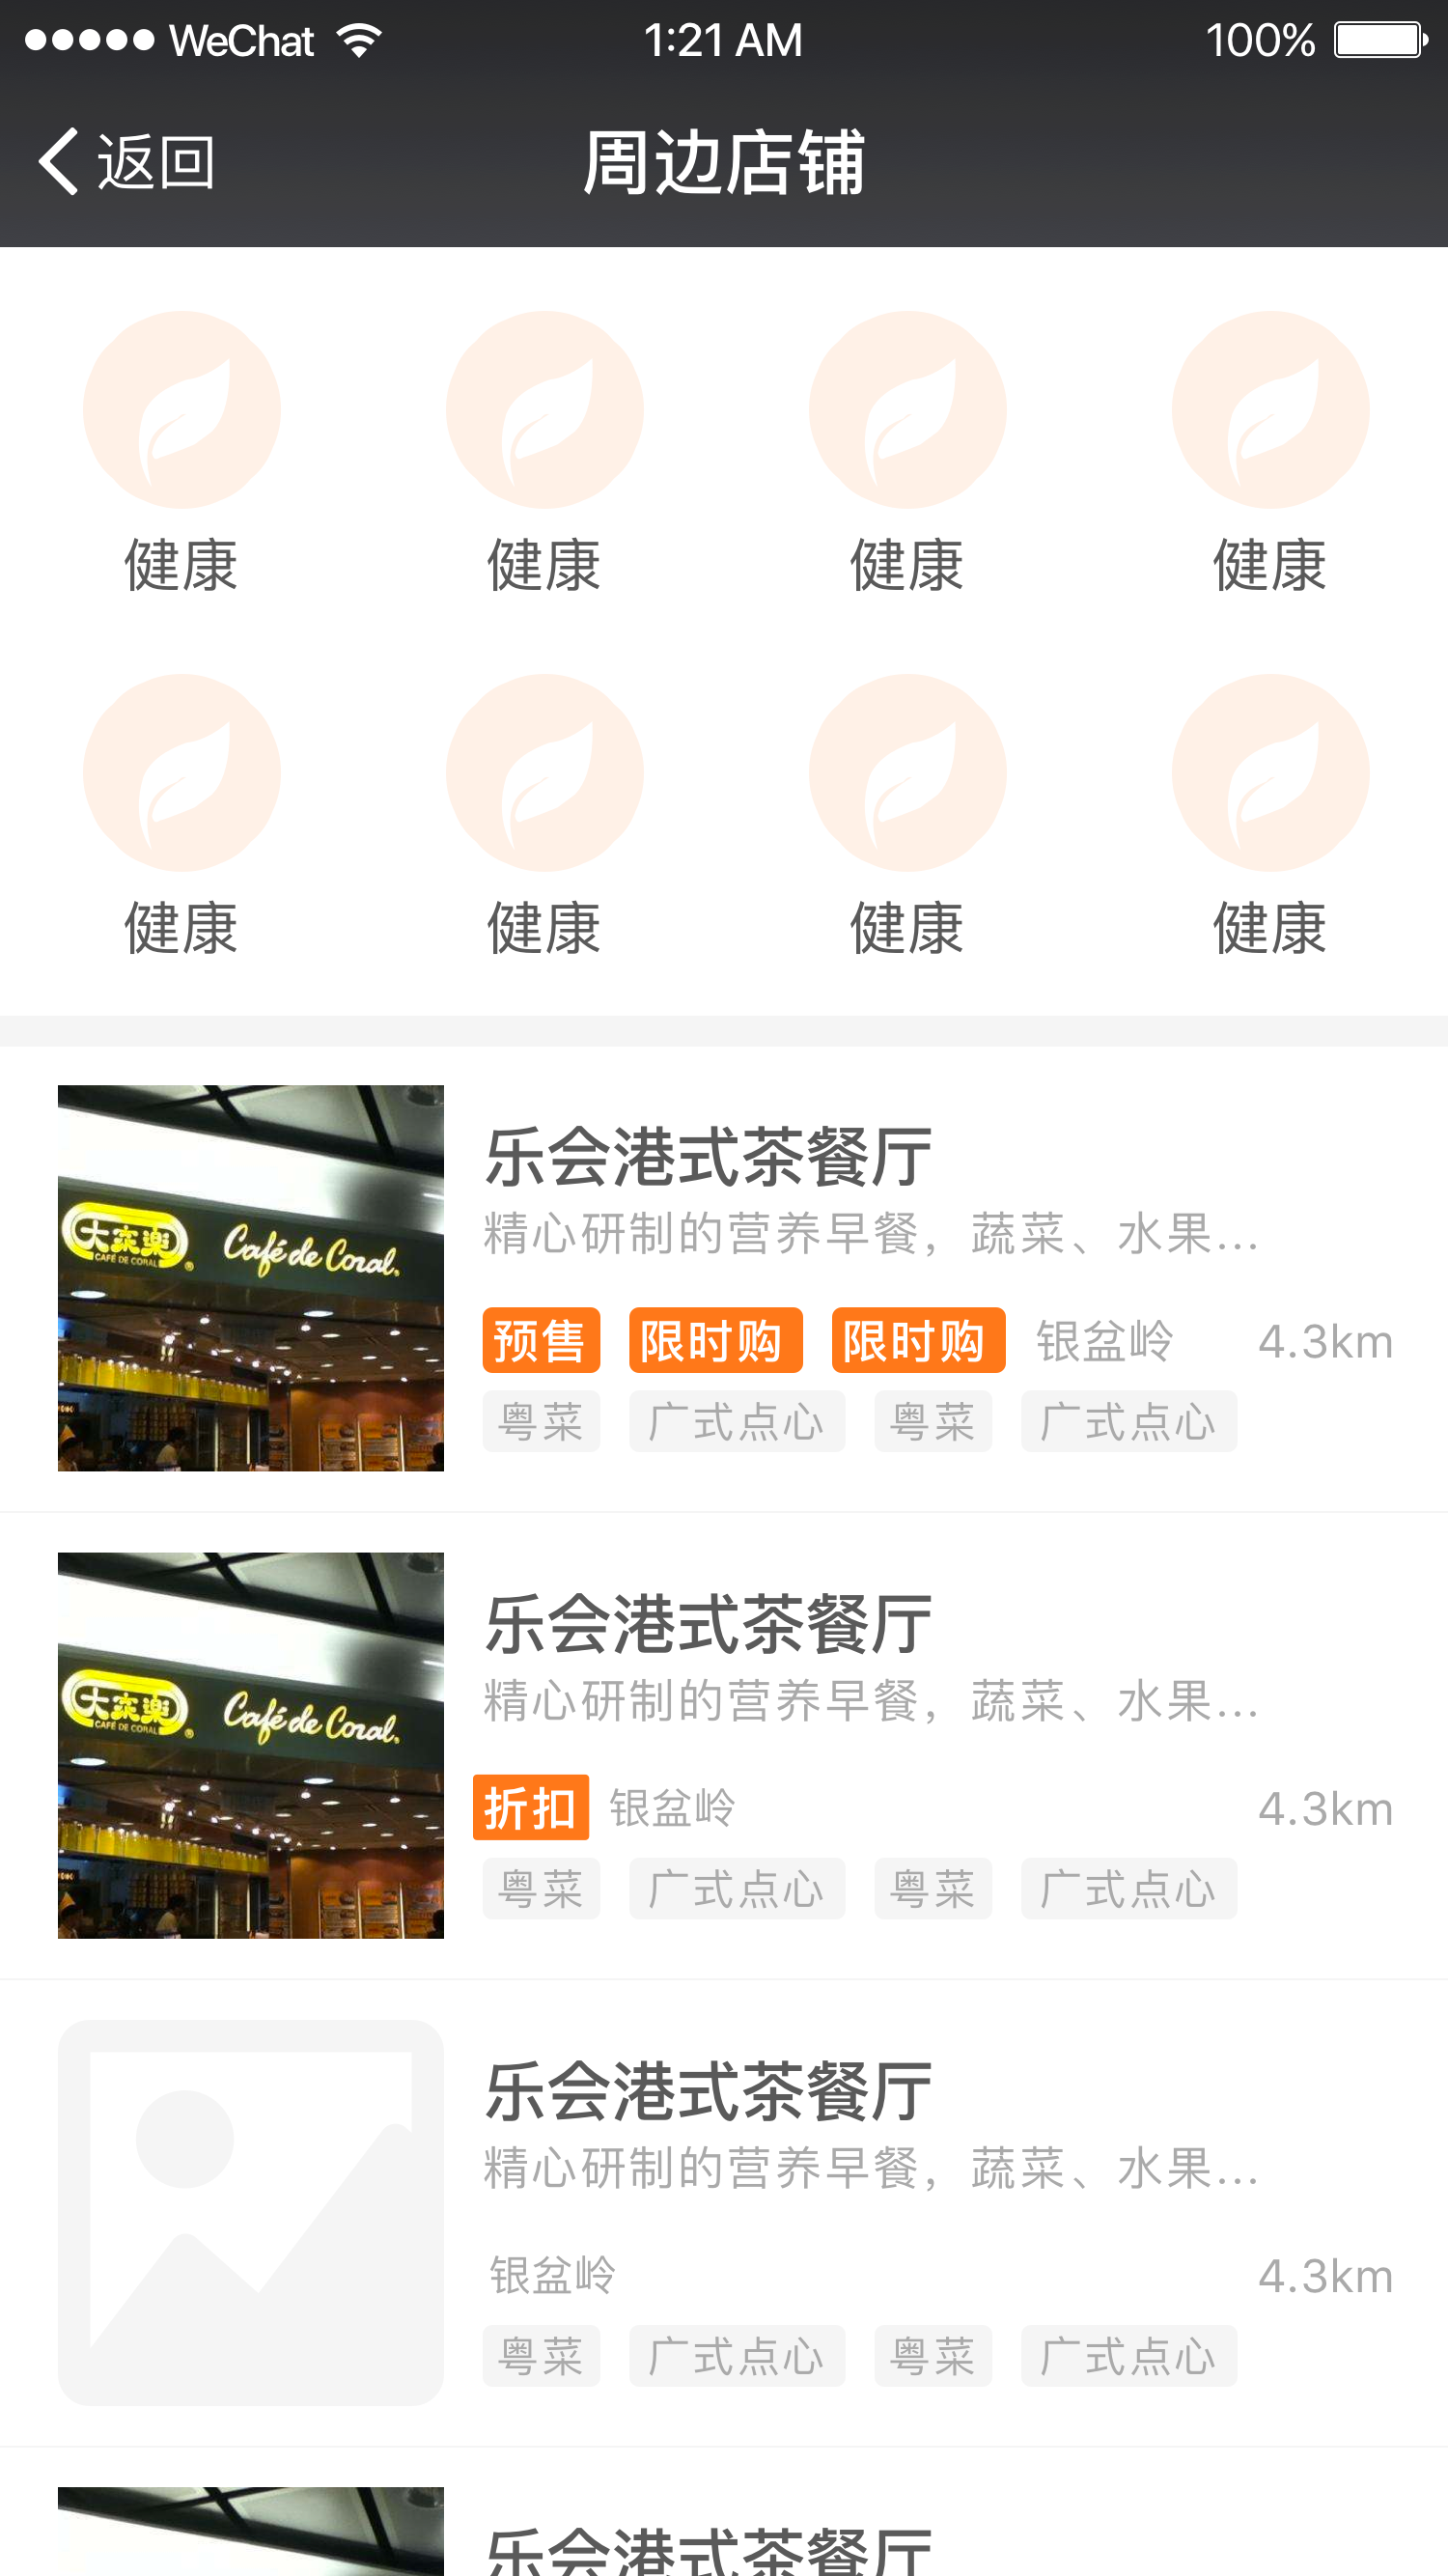 WeChat 1:21 AM 100%
返回 周边店铺
健康 健康 健康 健康
健康 健康 健康 健康
乐会港式茶餐厅
精心研制的营养早餐，蔬菜、水果...
大家樂 CAFÉ DE CORAL ® Café de Coral.
预售 限时购 限时购 银盆岭 4.3km
粤菜 广式点心 粤菜 广式点心
乐会港式茶餐厅
精心研制的营养早餐，蔬菜、水果...
大家樂 CAFÉ DE CORAL ® Café de Coral.
折扣 银盆岭 4.3km
粤菜 广式点心 粤菜 广式点心
乐会港式茶餐厅
精心研制的营养早餐，蔬菜、水果...
银盆岭 4.3km
粤菜 广式点心 粤菜 广式点心
乐会港式茶餐厅